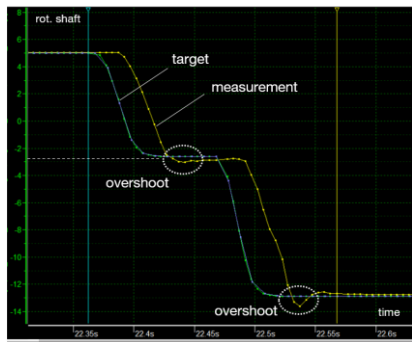 8
rot. shaft
6
4
target
2
measurement
0
-2
-4
overshoot
-6
-8
-10
-12
overshoot
time
-14
22.35s 22.4s 22.45s 22.5s 22.55s 22.6s